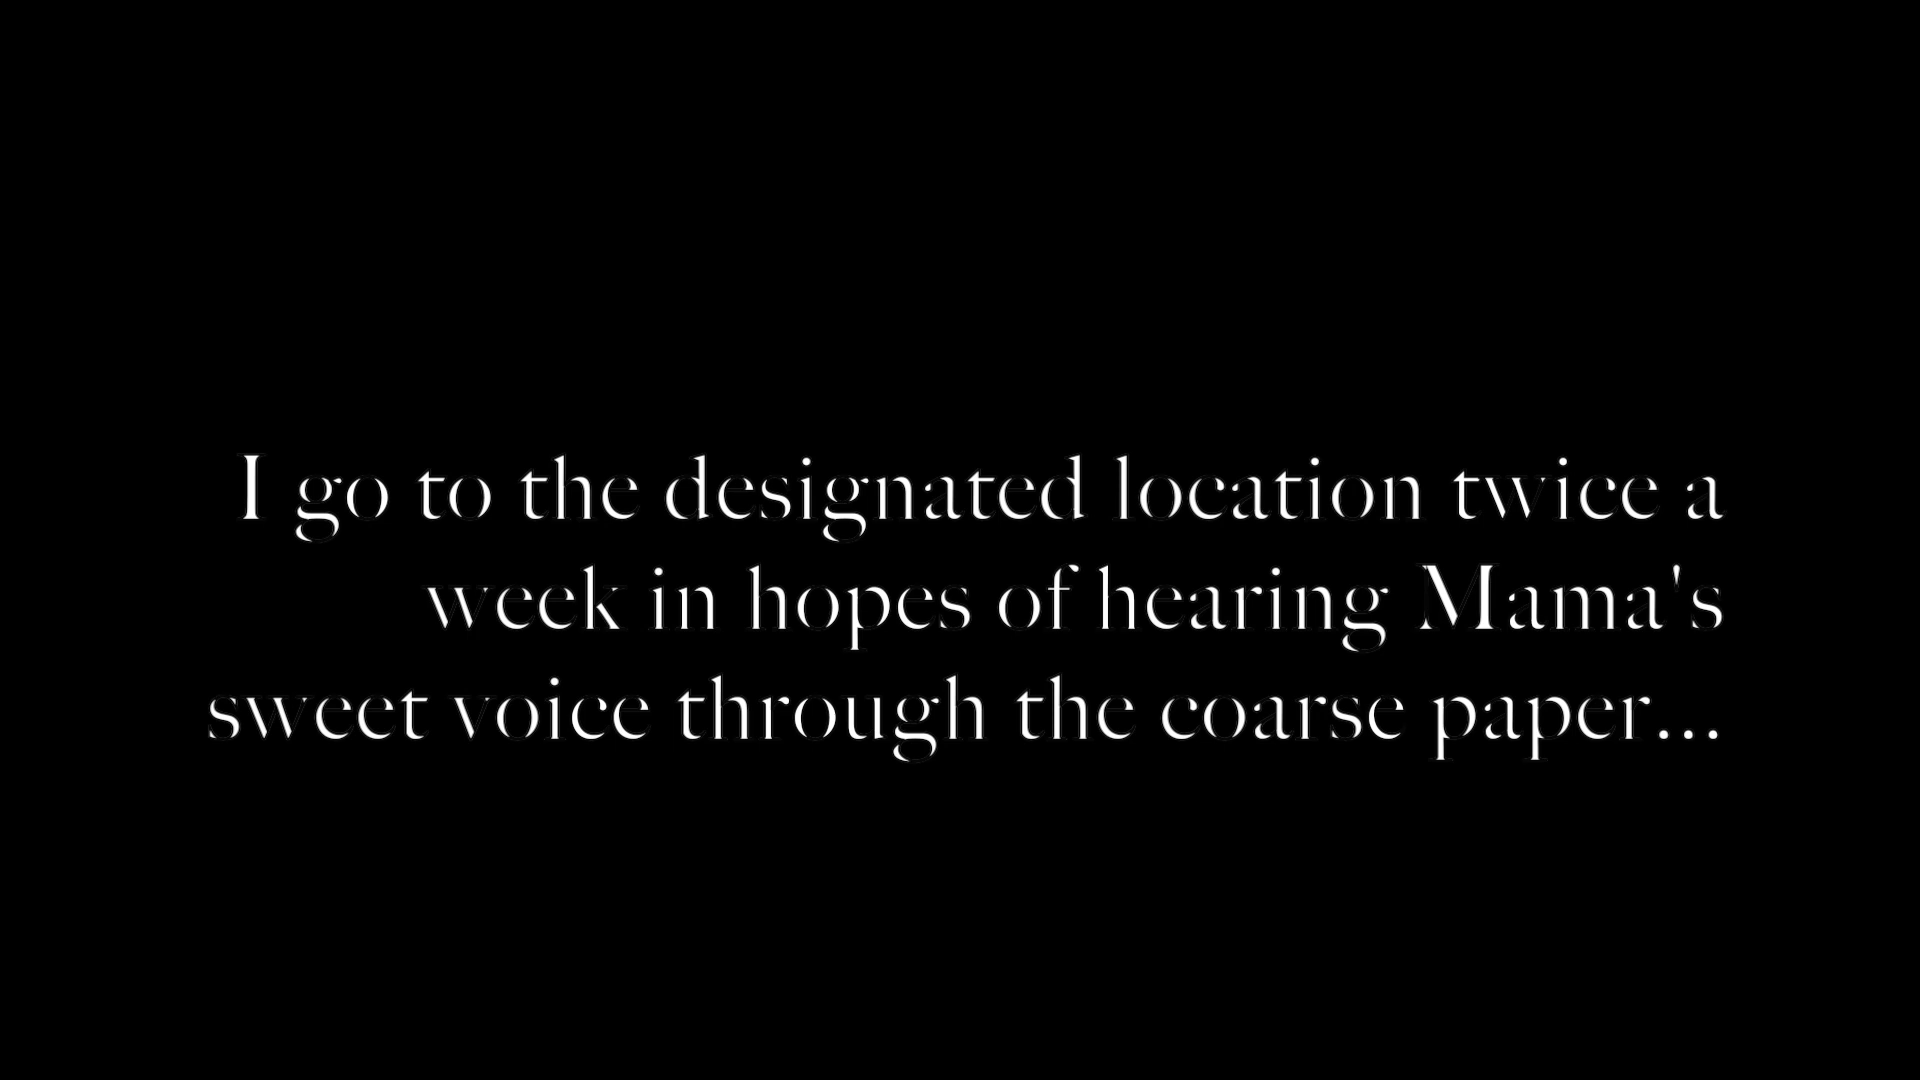 I go to the designated location twice a
week in hopes of hearing Mama's
sweet voice through the coarse paper...